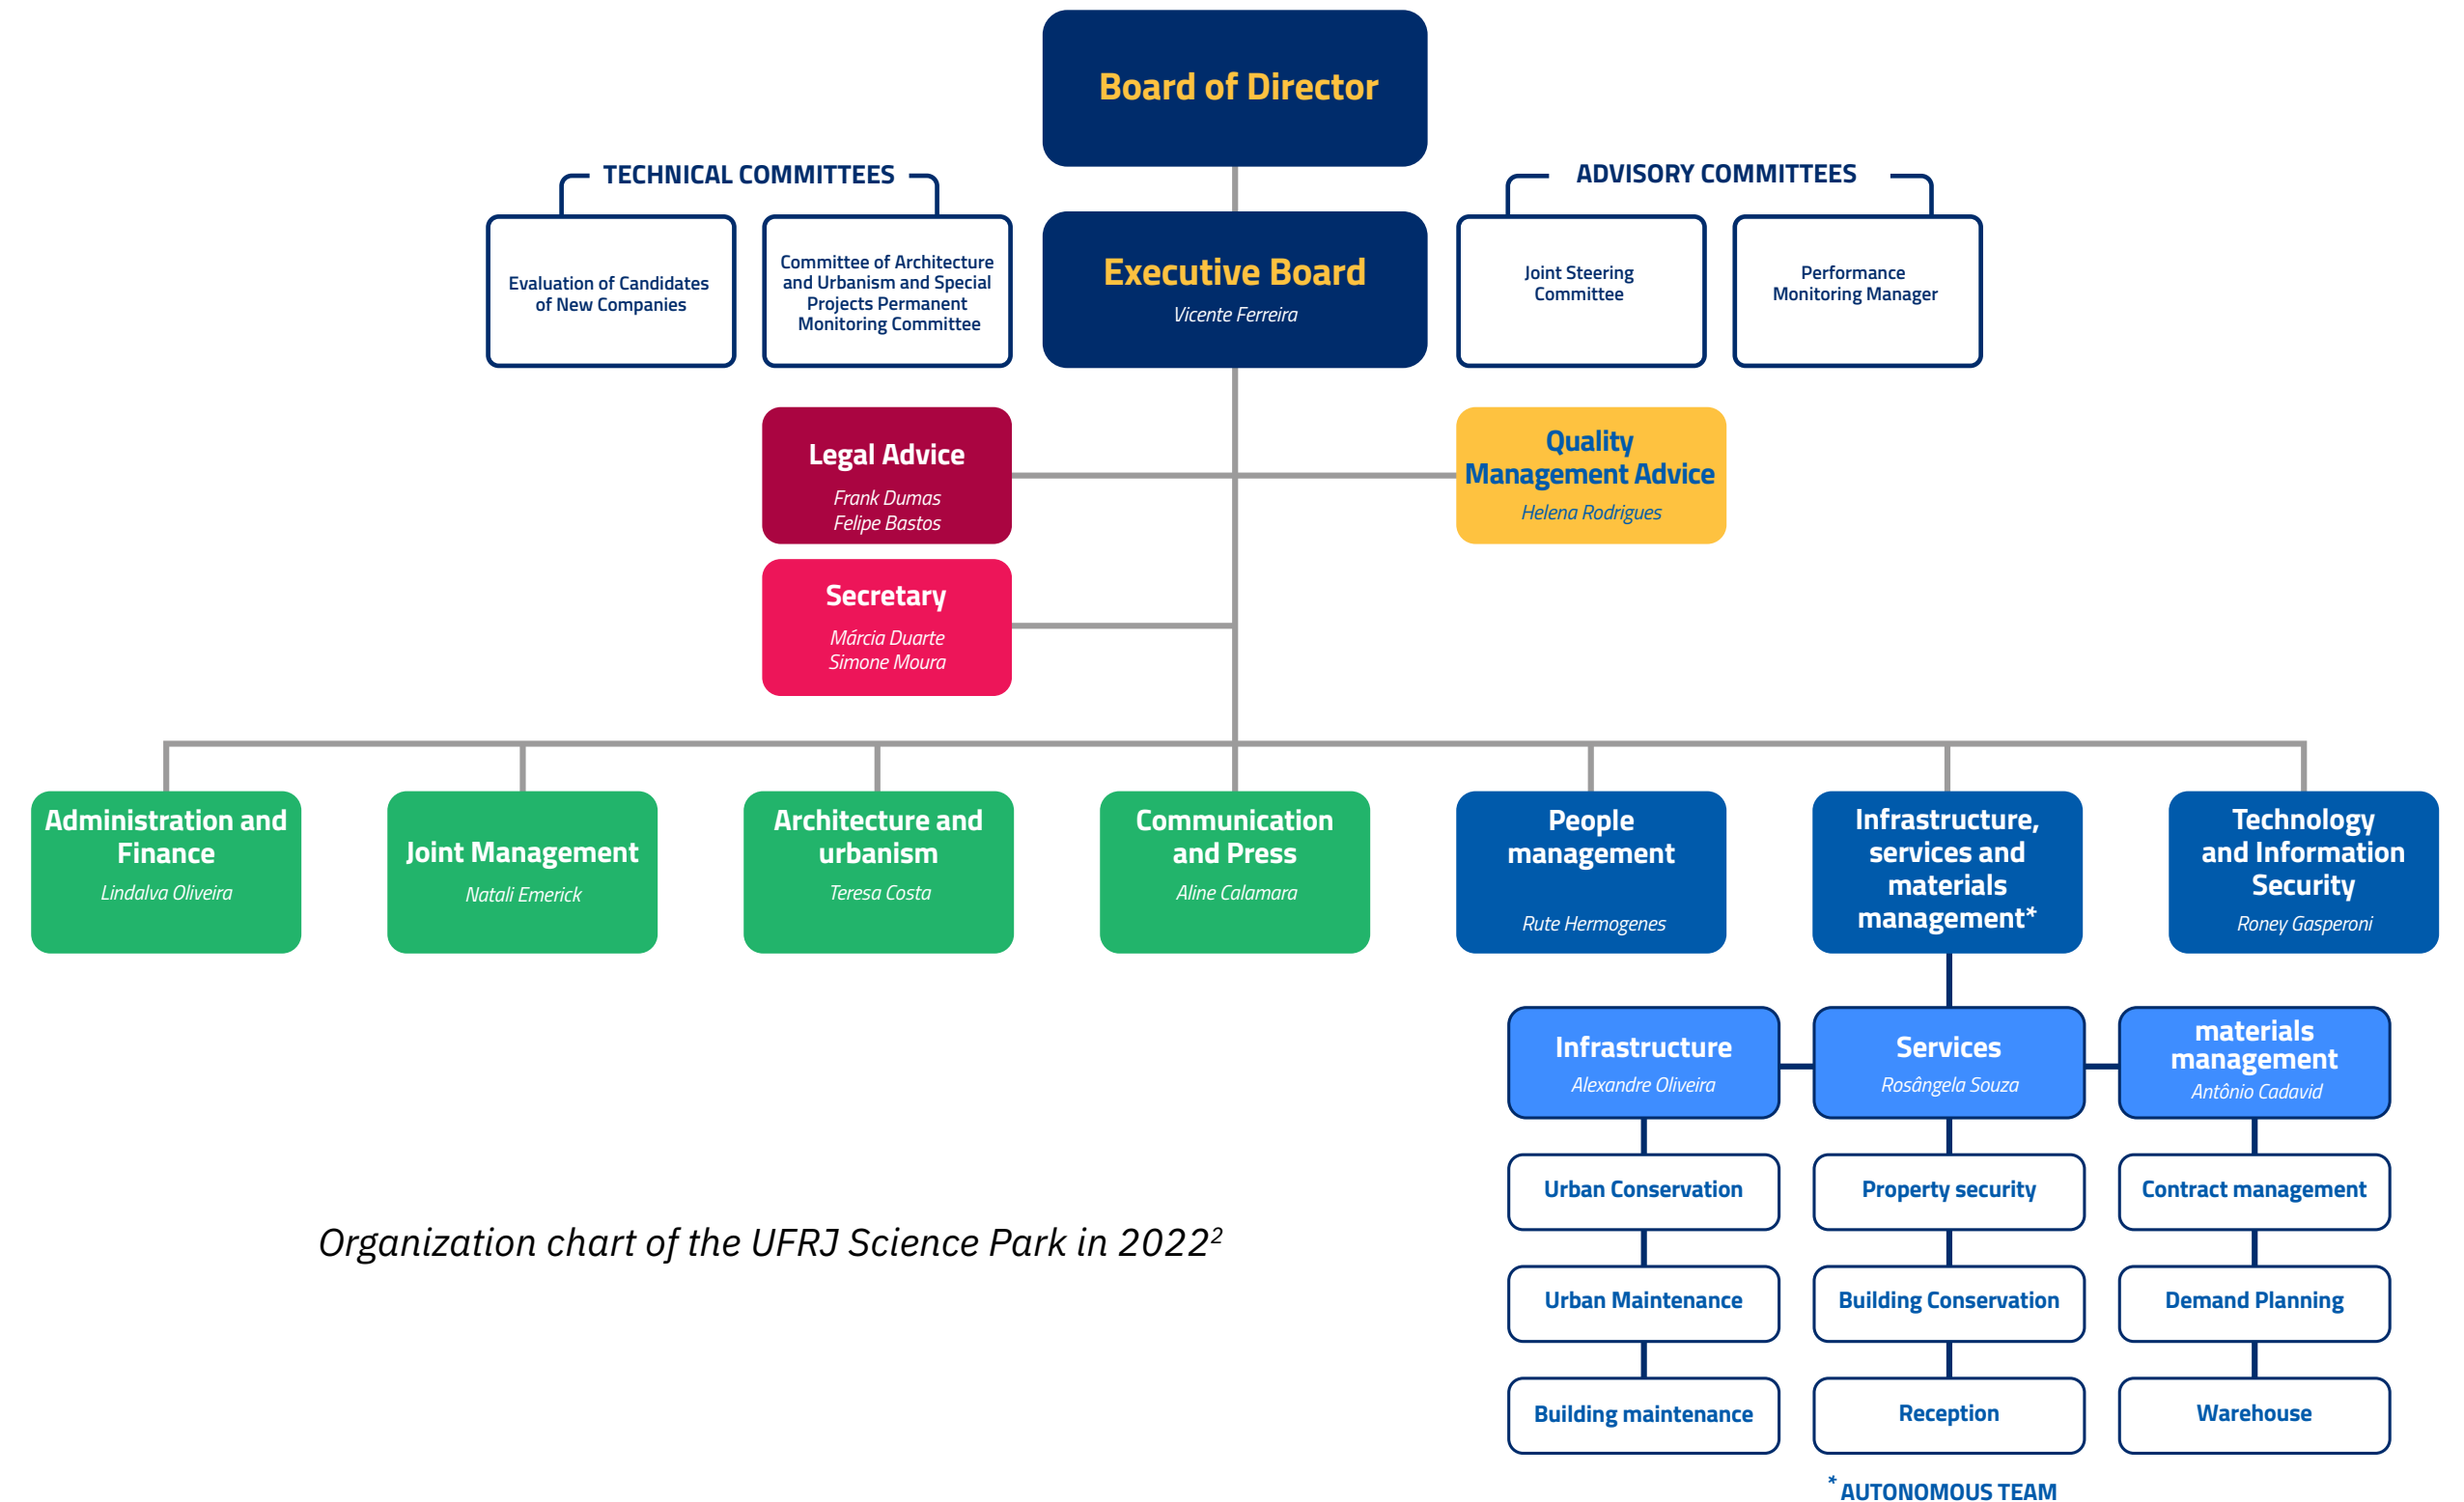 Board of Director
TECHNICAL COMMITTEES
ADVISORY COMMITTEES
Evaluation of Candidates
of New Companies
Committee of Architecture
and Urbanism and Special
Projects Permanent
Monitoring Committee
Executive Board
Vicente Ferreira
Joint Steering
Committee
Performance
Monitoring Manager
Legal Advice
Frank Dumas
Felipe Bastos
Quality
Management Advice
Helena Rodrigues
Secretary
Márcia Duarte
Simone Moura
Administration and
Finance
Lindalva Oliveira
Joint Management
Natali Emerick
Architecture and
urbanism
Teresa Costa
Communication
and Press
Aline Calamara
People
management
Rute Hermogenes
Infrastructure,
services and
materials
management*
Technology
and Information
Security
Roney Gasperoni
Infrastructure
Alexandre Oliveira
Services
Rosângela Souza
materials
management
Antônio Cadavid
Urban Conservation
Property security
Contract management
Organization chart of the UFRJ Science Park in 2022²
Urban Maintenance
Building Conservation
Demand Planning
Building maintenance
Reception
Warehouse
* AUTONOMOUS TEAM